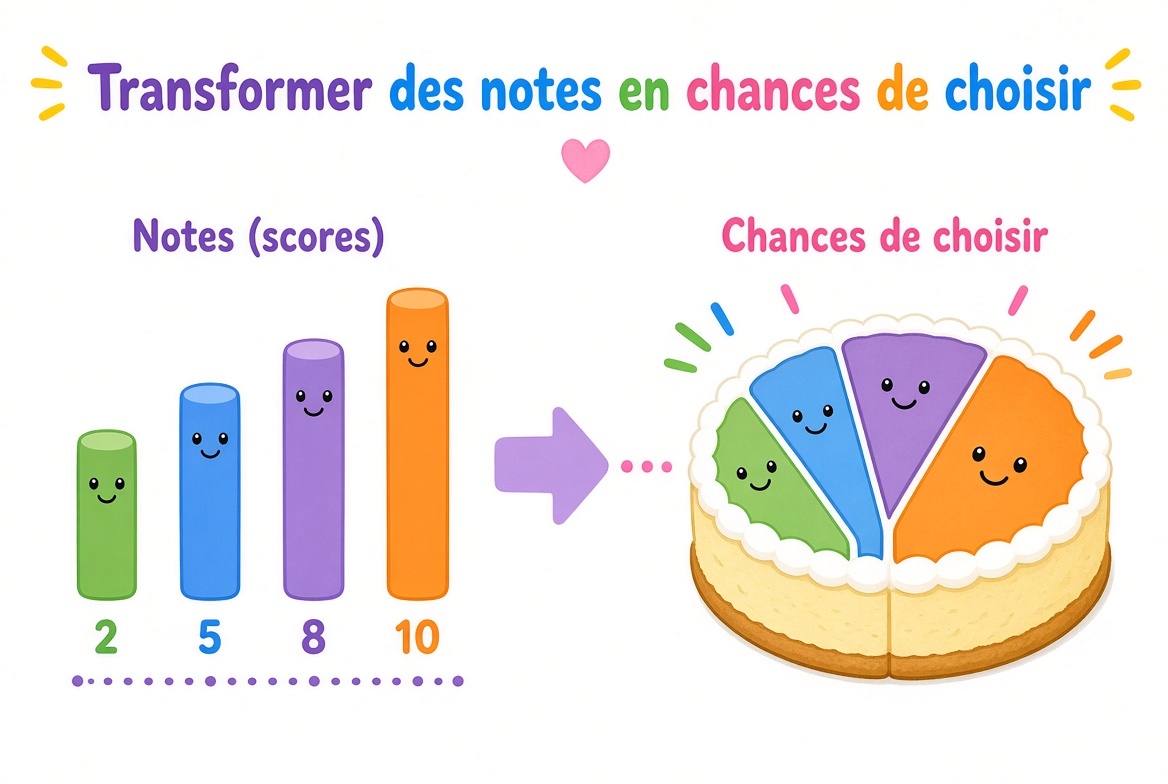 Transformer des notes en chances de choisir
Notes (scores)
Chances de choisir
2 5 8 10